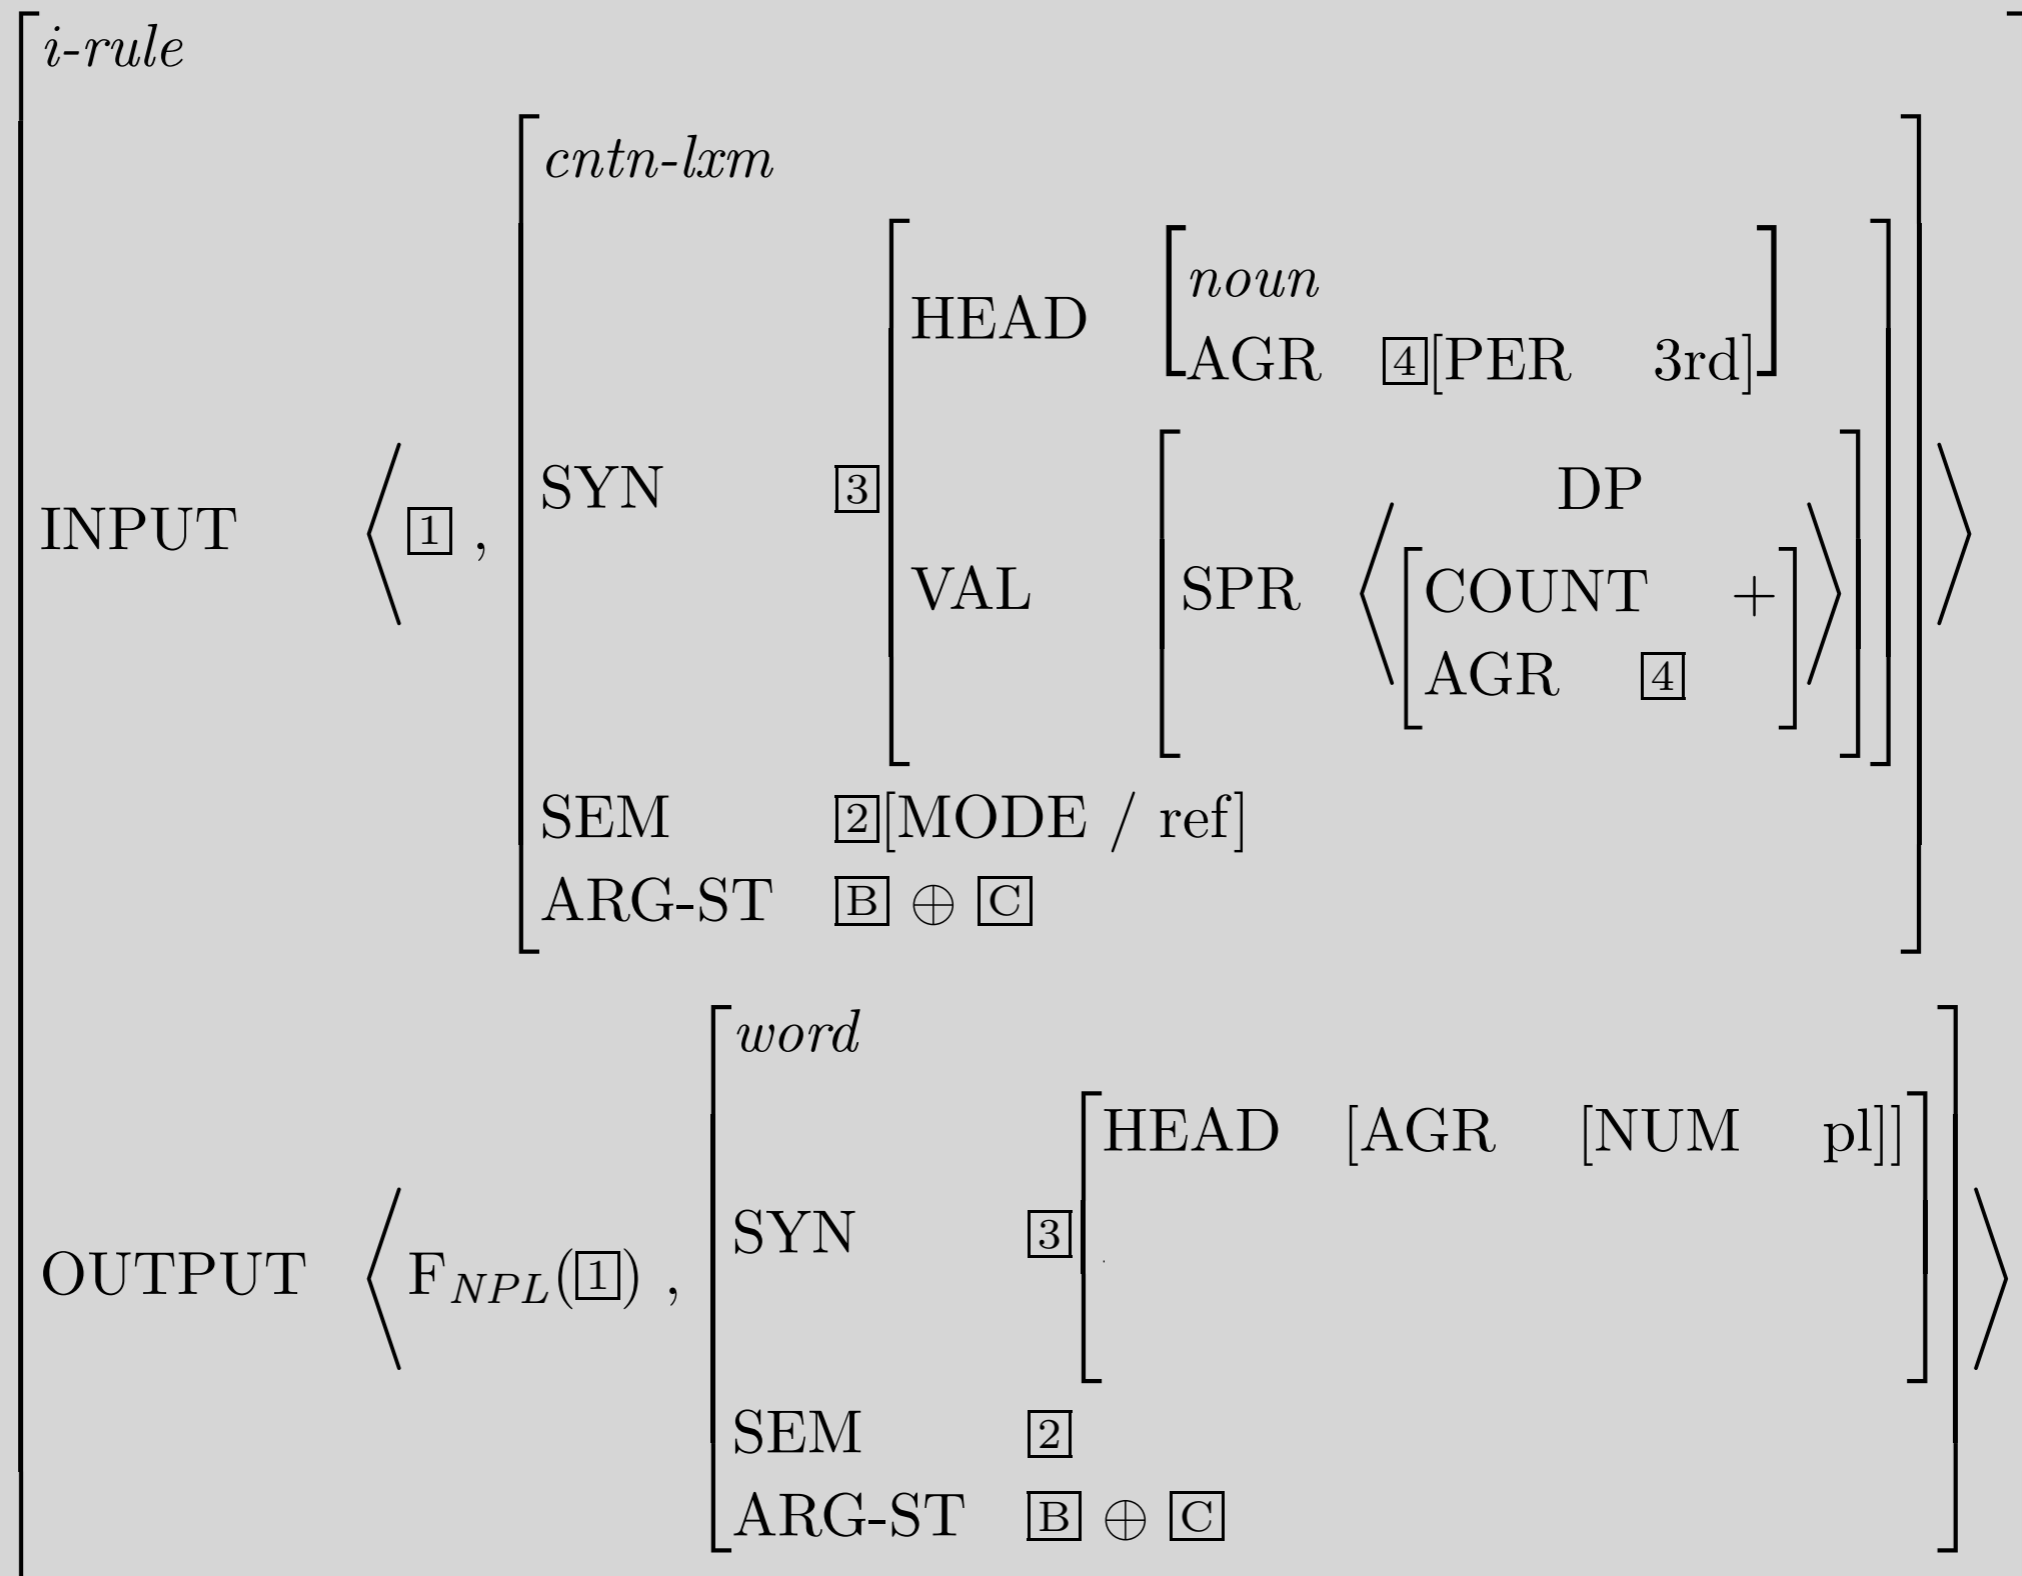 i-rule
cntn-lxm
noun
HEAD
AGR 4[PER 3rd]
DP
SYN 3
INPUT ⟨ 1 ,
VAL SPR ⟨ COUNT + ⟩ ⟩
AGR 4
SEM 2[MODE / ref]
ARG-ST B ⊕ C
word
HEAD [AGR [NUM pl]]
SYN 3
OUTPUT ⟨ F_NPL(1) , ⟩
SEM 2
ARG-ST B ⊕ C